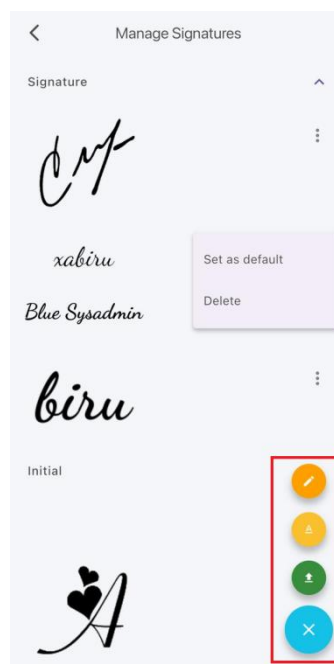 Manage Signatures
Signature
xabiru
Set as default
Blue Sysadmin
Delete
biru
Initial
A
A